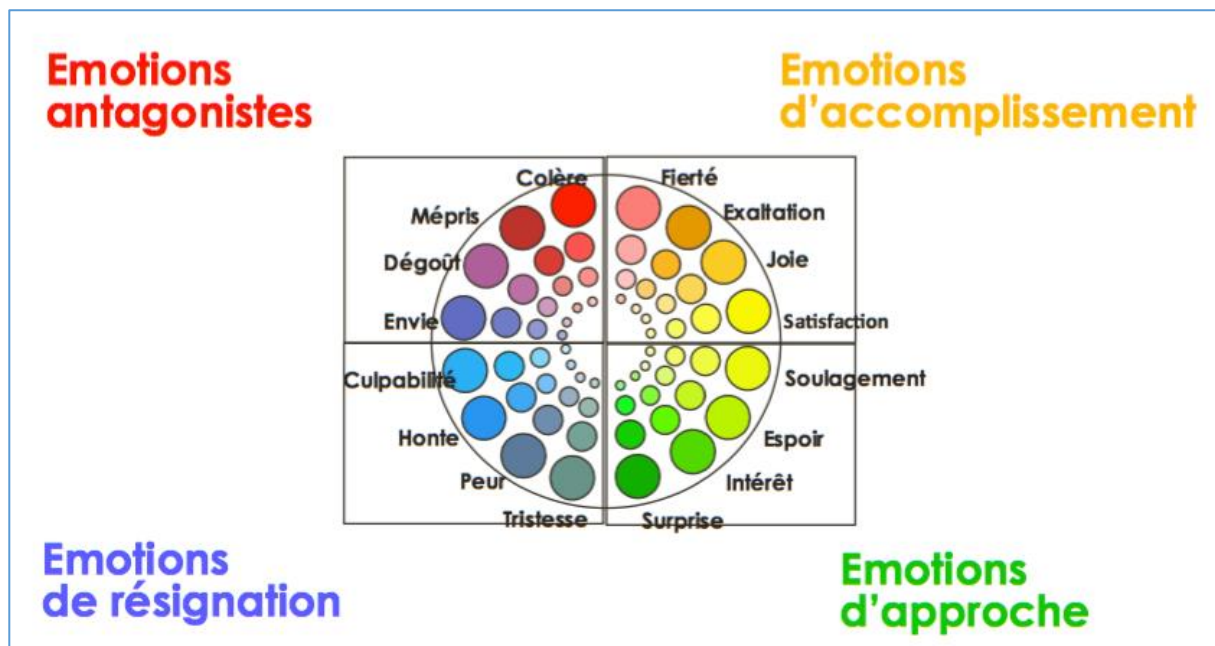 Emotions
antagonistes
Emotions
d'accomplissement
Colère
Fierté
Mépris
Exaltation
Dégoût
Joie
Envie
Satisfaction
Culpabilité
Soulagement
Honte
Espoir
Peur
Intérêt
Tristesse
Surprise
Emotions
de résignation
Emotions
d'approche